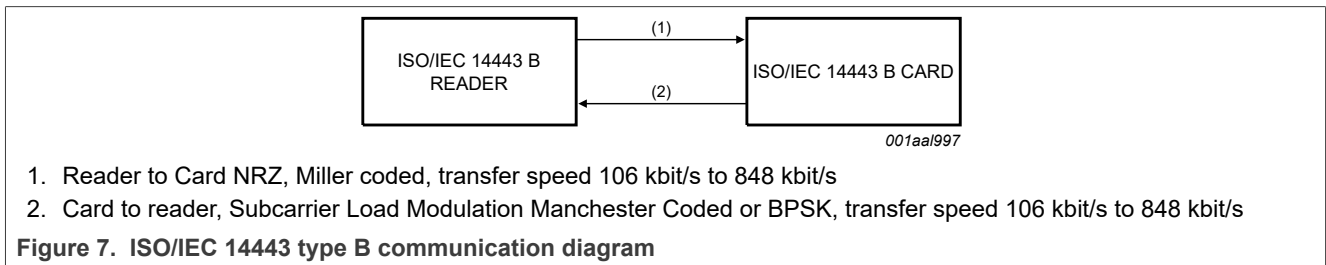 (1)
ISO/IEC 14443 B
READER
ISO/IEC 14443 B CARD
(2)
001aal997
1. Reader to Card NRZ, Miller coded, transfer speed 106 kbit/s to 848 kbit/s
2. Card to reader, Subcarrier Load Modulation Manchester Coded or BPSK, transfer speed 106 kbit/s to 848 kbit/s
Figure 7. ISO/IEC 14443 type B communication diagram